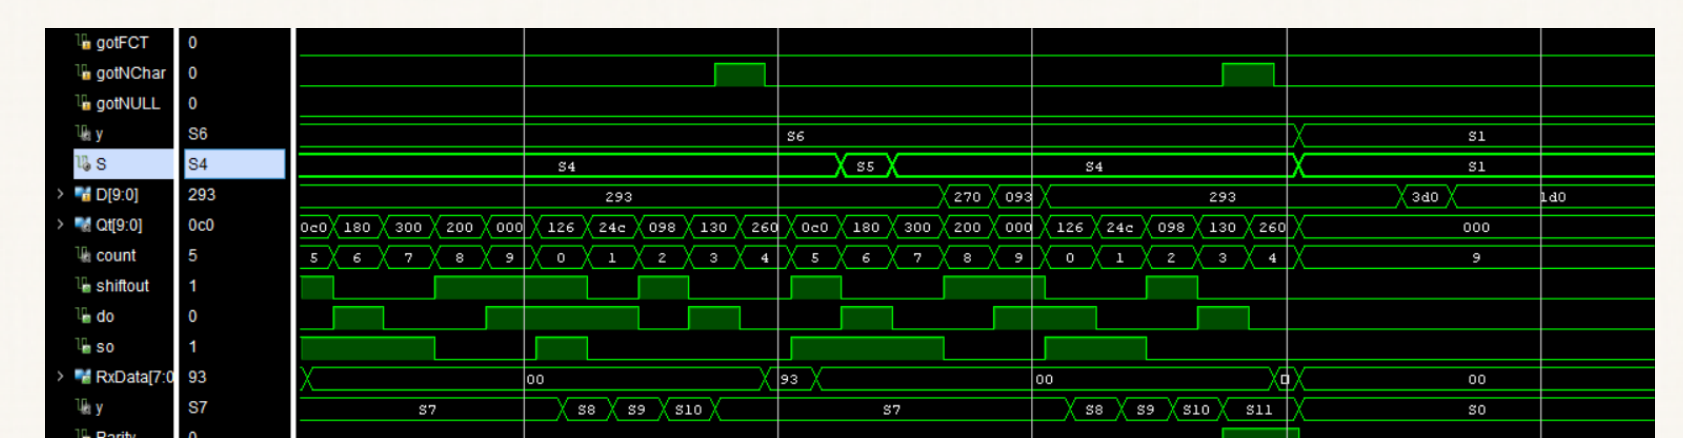 gotFCT 0
gotNChar 0
gotNULL 0
y S6 S6 S1
S S4 S4 S5 S4 S1
D[9:0] 293 293 270 093 293 3d0 1d0
Qt[9:0] 0c0 0c0 180 300 200 000 126 24c 098 130 260 0c0 180 300 200 000 126 24c 098 130 260 000
count 5 5 6 7 8 9 0 1 2 3 4 5 6 7 8 9 0 1 2 3 4 9
shiftout 1
do 0
so 1
RxData[7:0 93 00 93 00 00
y S7 S7 S8 S9 S10 S7 S8 S9 S10 S11 S0
Parity 0